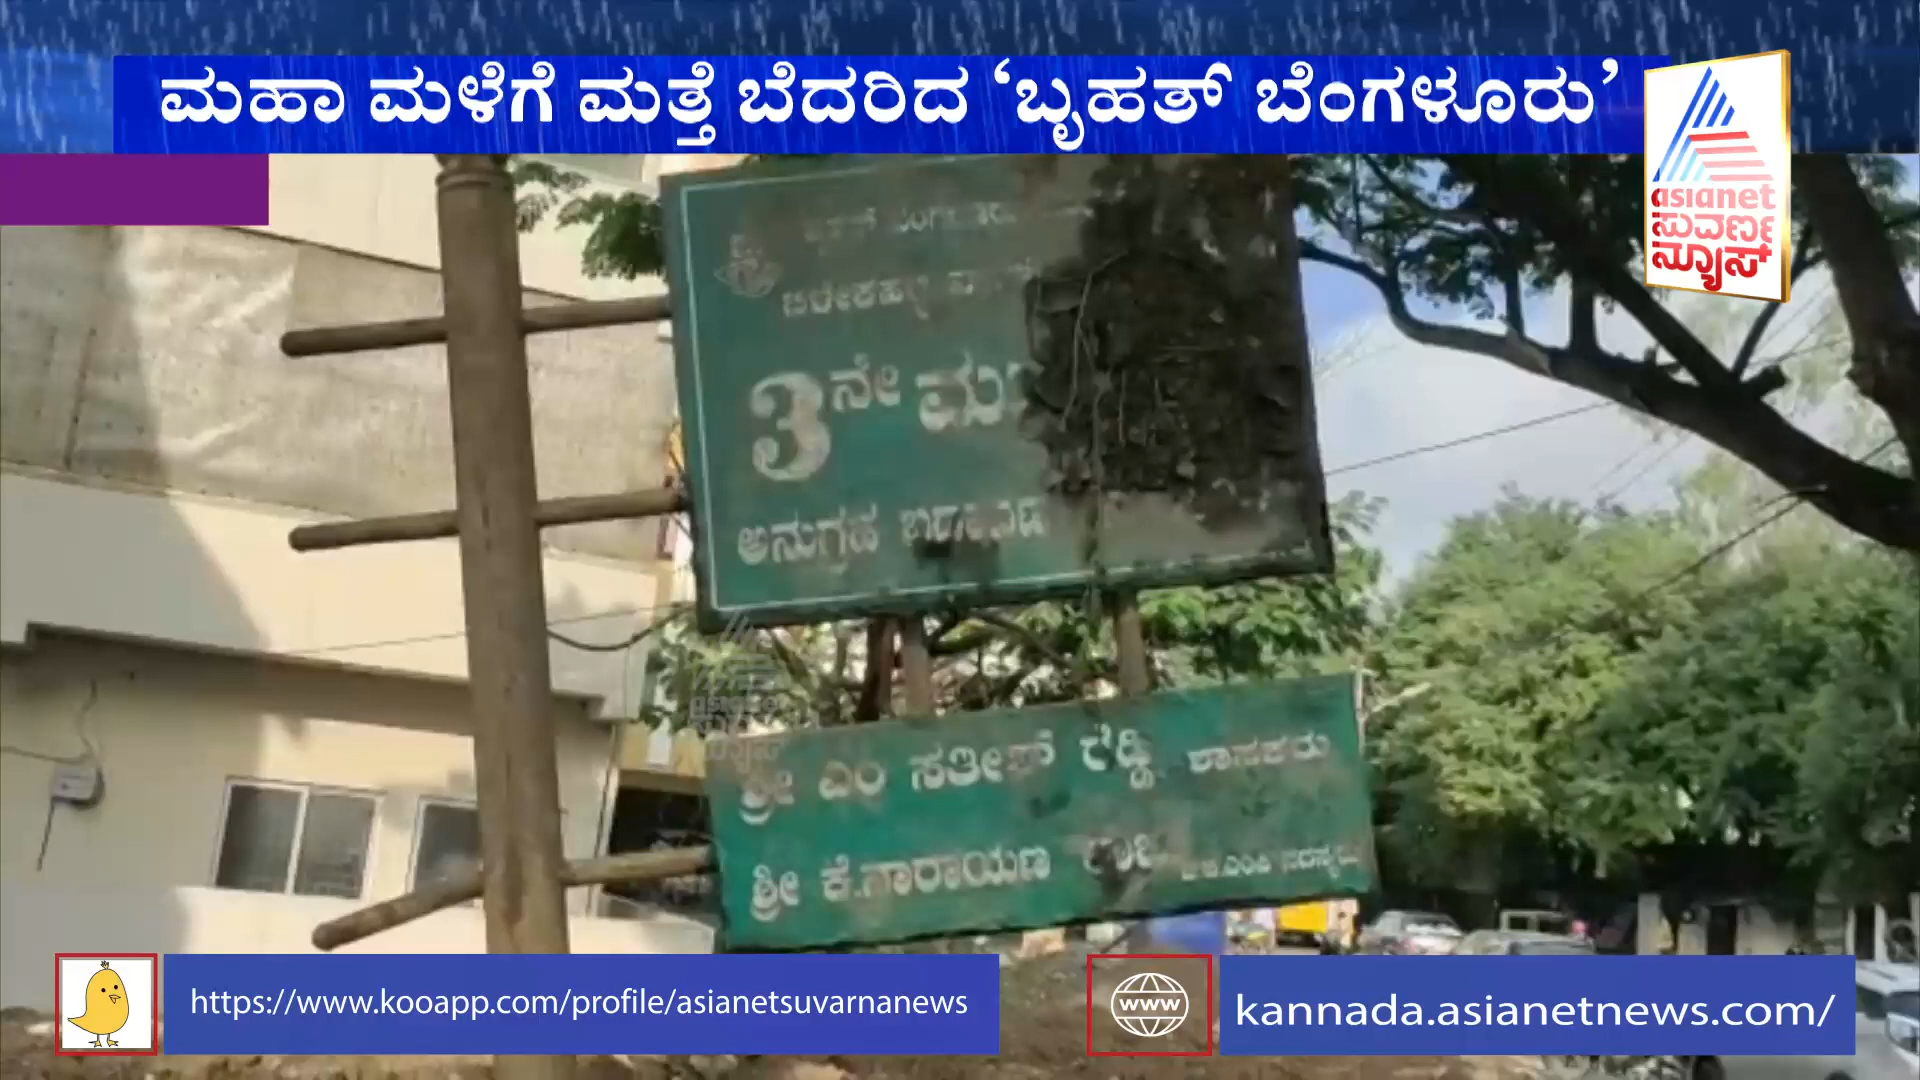 ಮಹಾ ಮಳೆಗೆ ಮತ್ತೆ ಬೆದರಿದ ‘ಬೃಹತ್ ಬೆಂಗಳೂರು’
asianet
ಸುವರ್ಣ
ನ್ಯೂಸ್
3ನೇ
ಅನುಗ್ರಹ
asianet
ಶ್ರೀ ಎಂ ಸತೀಶ್ ರೆಡ್ಡಿ ಶಾಸಕರು
ಶ್ರೀ ಕೆ.ನಾರಾಯಣ
https://www.kooapp.com/profile/asianetsuvarnanews
www
kannada.asianetnews.com/